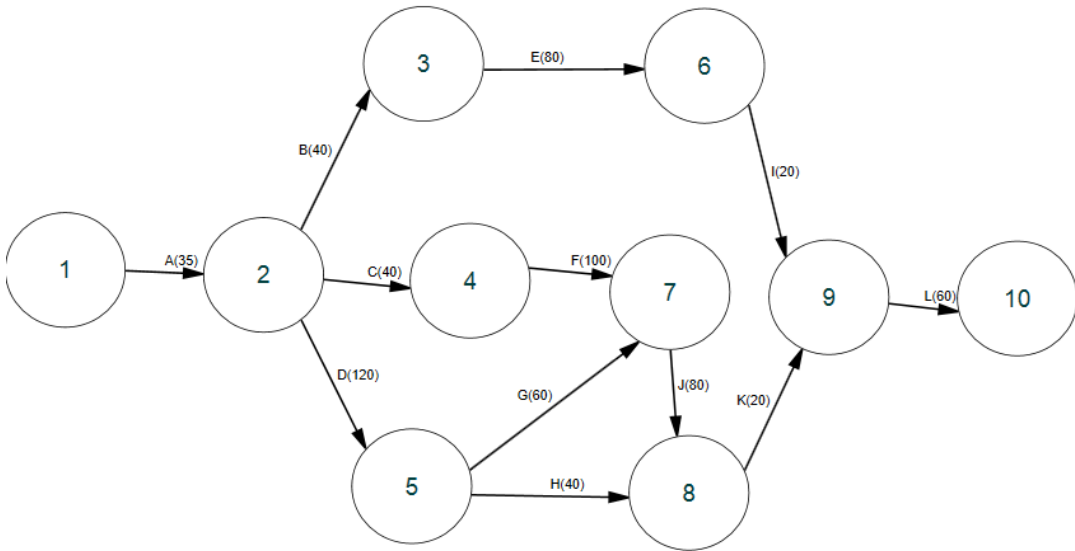 3
E(80)
6
B(40)
I(20)
1
A(35)
2
C(40)
4
F(100)
7
9
L(60)
10
D(120)
G(60)
J(80)
K(20)
5
H(40)
8